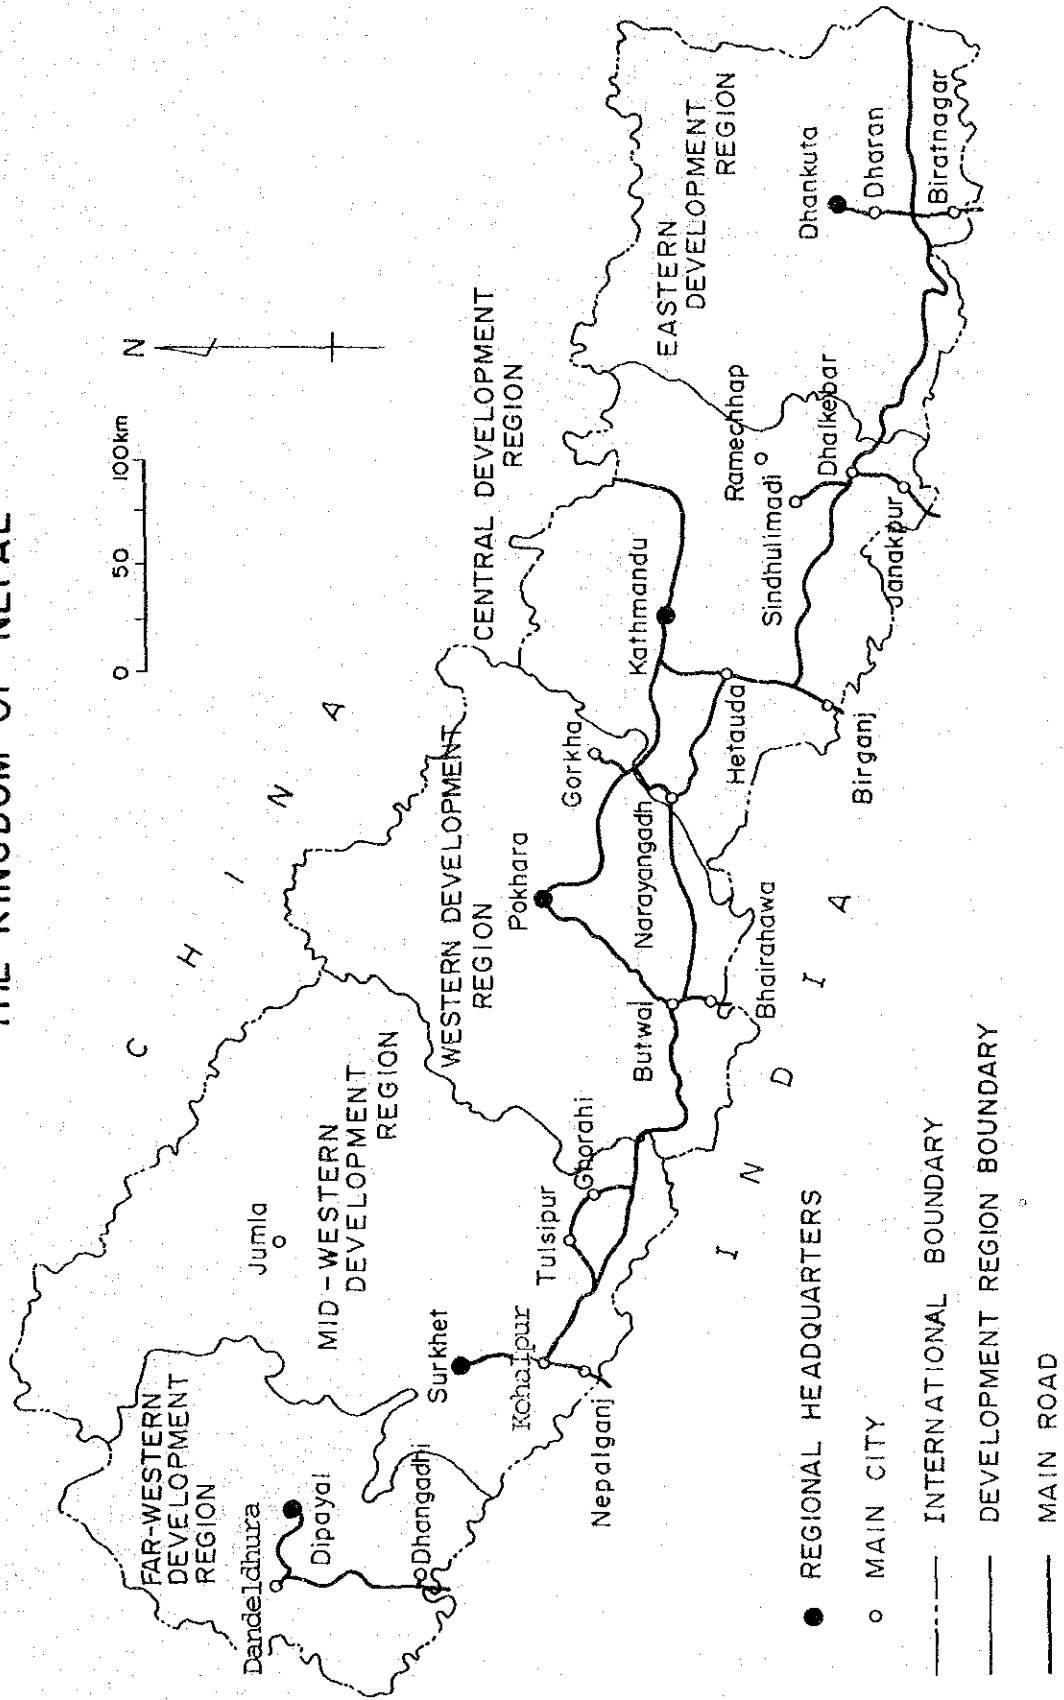 THE KINGDOM OF NEPAL
0 50 100km
N
C H I N A
FAR-WESTERN
DEVELOPMENT
REGION
Dandeldhura
Dipayal
Dhangadhi
MID-WESTERN
DEVELOPMENT
REGION
Jumla
Surkhet
Kohalpur
Nepalganj
Tulsipur
Ghorahi
WESTERN DEVELOPMENT
REGION
Pokhara
Gorkha
Butwal
Bhairahawa
Narayangadh
CENTRAL DEVELOPMENT
REGION
Kathmandu
Hetauda
Birganj
Ramechhap
Sindhulimadi
Dhalkebar
Janakpur
EASTERN
DEVELOPMENT
REGION
Dhankuta
Dharan
Biratnagar
I N D I A
REGIONAL HEADQUARTERS
MAIN CITY
INTERNATIONAL BOUNDARY
DEVELOPMENT REGION BOUNDARY
MAIN ROAD